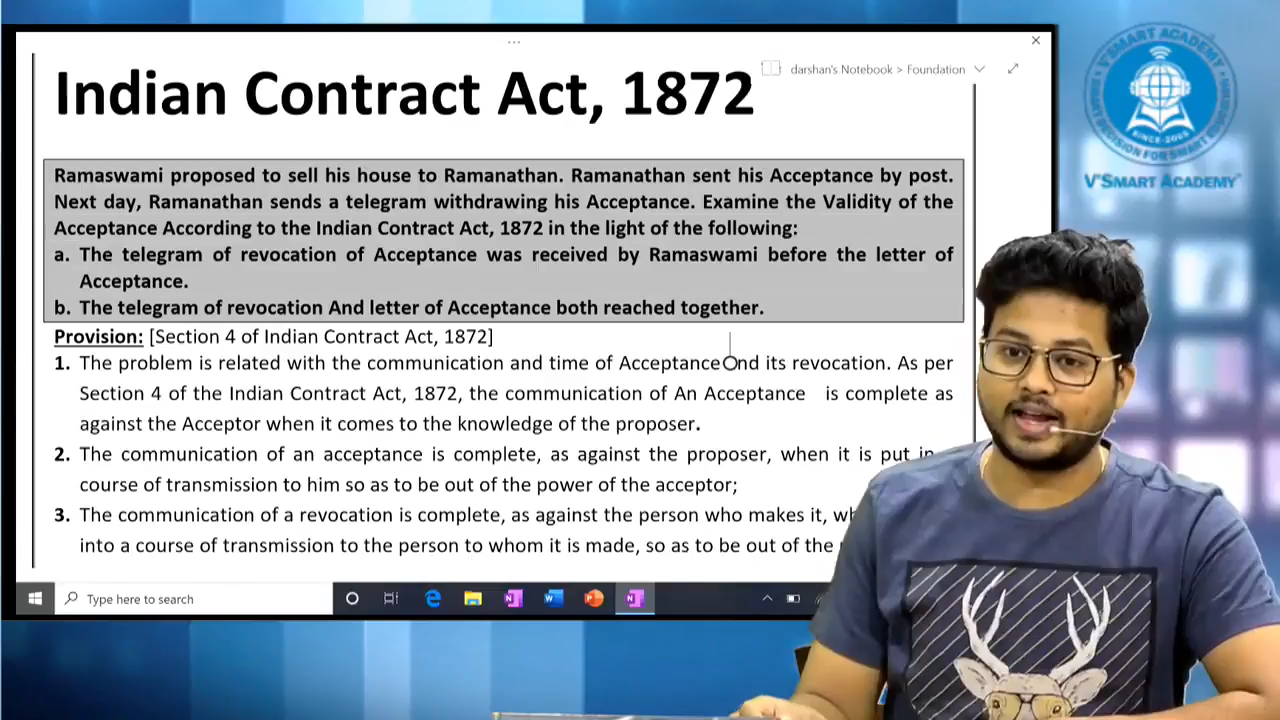 Indian Contract Act, 1872
darshan's Notebook > Foundation
Ramaswami proposed to sell his house to Ramanathan. Ramanathan sent his Acceptance by post.
Next day, Ramanathan sends a telegram withdrawing his Acceptance. Examine the Validity of the
Acceptance According to the Indian Contract Act, 1872 in the light of the following:
a. The telegram of revocation of Acceptance was received by Ramaswami before the letter of
Acceptance.
b. The telegram of revocation And letter of Acceptance both reached together.
Provision: [Section 4 of Indian Contract Act, 1872]
1. The problem is related with the communication and time of Acceptance nd its revocation. As per
Section 4 of the Indian Contract Act, 1872, the communication of An Acceptance is complete as
against the Acceptor when it comes to the knowledge of the proposer.
2. The communication of an acceptance is complete, as against the proposer, when it is put in
course of transmission to him so as to be out of the power of the acceptor;
3. The communication of a revocation is complete, as against the person who makes it,
into a course of transmission to the person to whom it is made, so as to be out of the
Type here to search
V'SMART ACADEMY
SINCE-2005
V'SMART ACADEMY